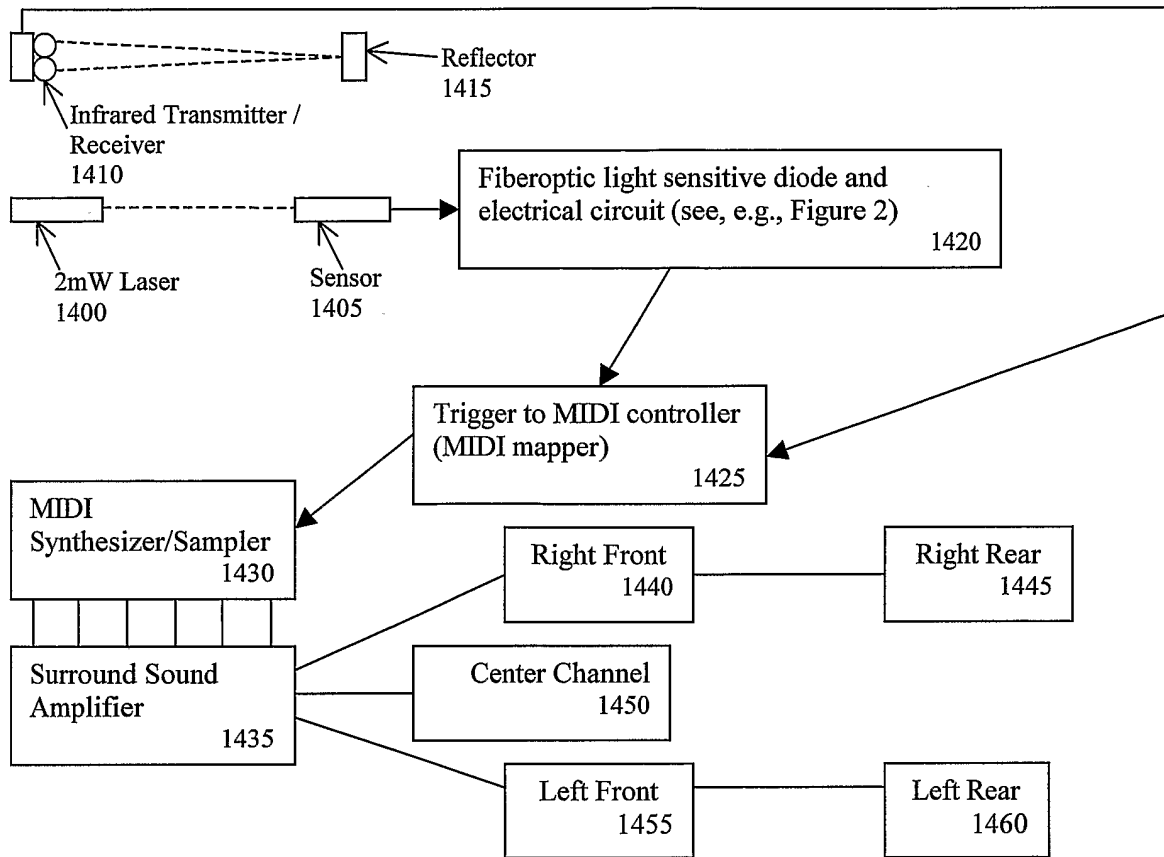 Reflector
1415
Infrared Transmitter /
Receiver
1410
Fiberoptic light sensitive diode and
electrical circuit (see, e.g., Figure 2)
1420
2mW Laser
1400
Sensor
1405
Trigger to MIDI controller
(MIDI mapper)
1425
MIDI
Synthesizer/Sampler
1430
Right Front
1440
Right Rear
1445
Surround Sound
Amplifier
1435
Center Channel
1450
Left Front
1455
Left Rear
1460